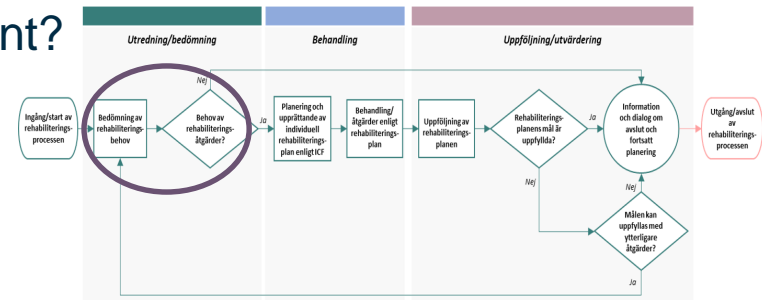 nt?
Utredning/bedömning
Behandling
Uppföljning/utvärdering
Ingång/start av
rehabiliterings-
processen
Bedömning av
rehabiliterings-
behov
Nej
Behov av
rehabiliterings-
åtgärder?
Ja
Planering och
upprättande av
individuell
rehabiliterings-
plan enligt ICF
Behandling/
åtgärder enligt
rehabiliterings-
plan
Uppföljning av
rehabiliterings-
planen
Rehabiliterings-
planens mål är
uppfyllda?
Ja
Nej
Information
och dialog om
avslut och
fortsatt
planering
Utgång/avslut
av
rehabiliterings-
processen
Nej
Målen kan
uppfyllas med
ytterligare
åtgärder?
Ja